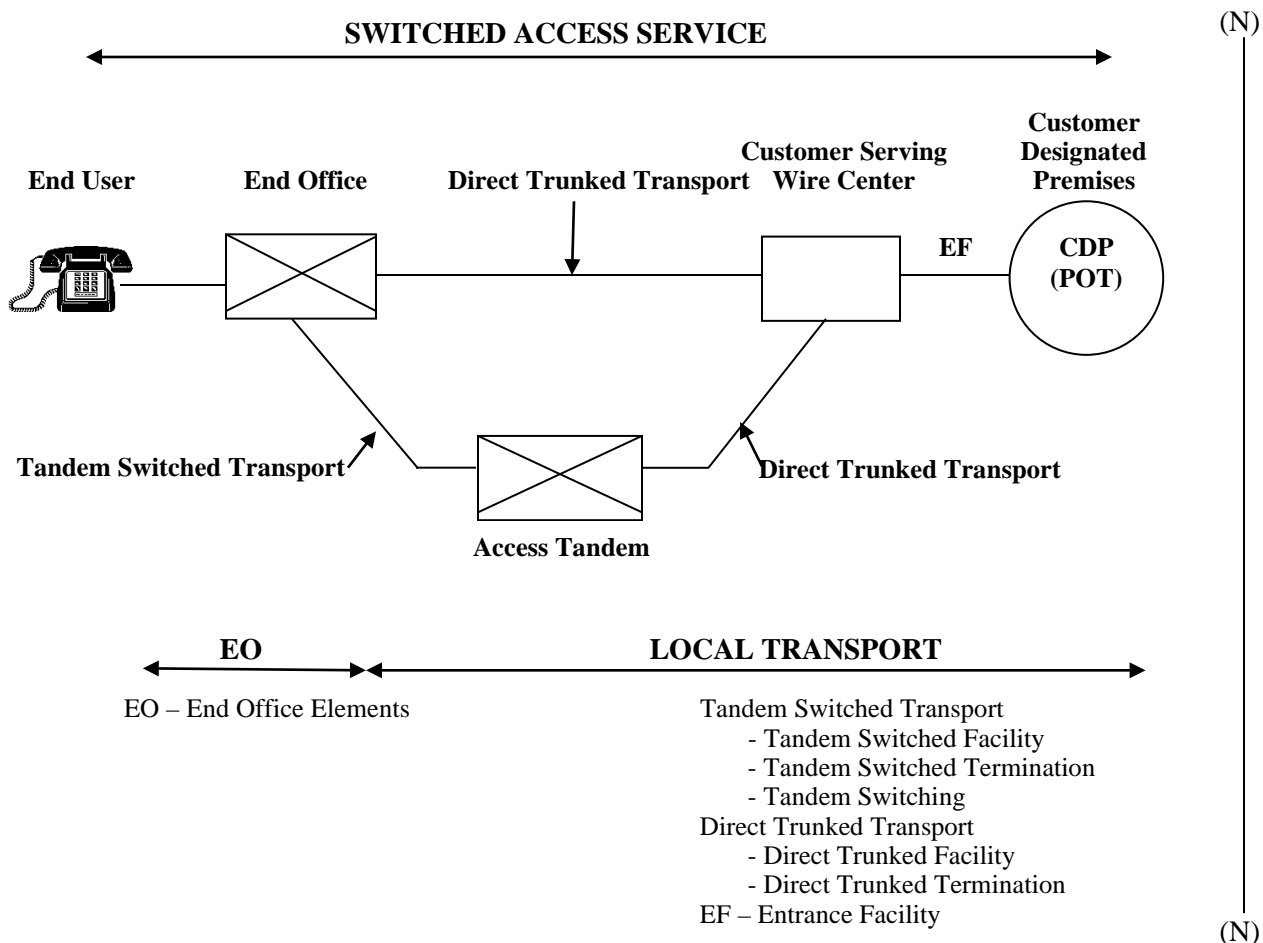 (N)
SWITCHED ACCESS SERVICE
Customer
Designated
Premises
Customer Serving
Wire Center
End User
End Office
Direct Trunked Transport
EF
CDP
(POT)
Tandem Switched Transport
Direct Trunked Transport
Access Tandem
EO
LOCAL TRANSPORT
EO – End Office Elements
Tandem Switched Transport
- Tandem Switched Facility
- Tandem Switched Termination
- Tandem Switching
Direct Trunked Transport
- Direct Trunked Facility
- Direct Trunked Termination
EF – Entrance Facility
(N)